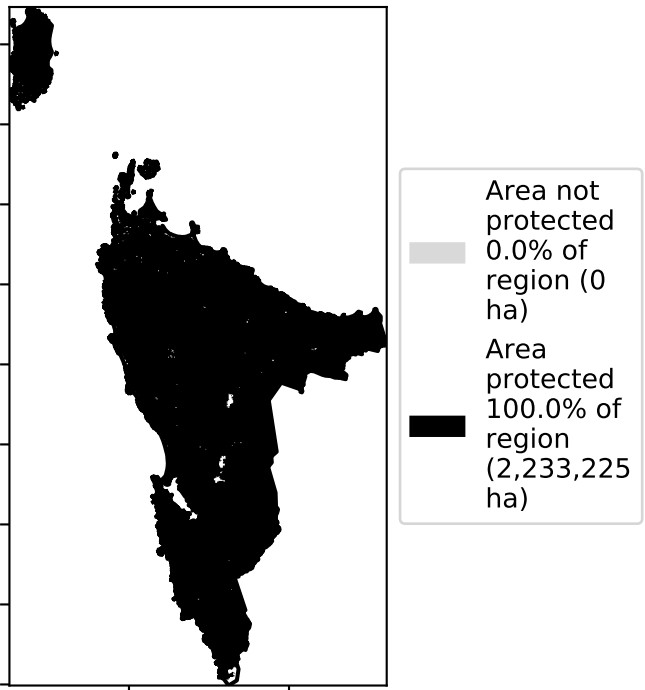 Area not
protected
0.0% of
region (0
ha)
Area
protected
100.0% of
region
(2,233,225
ha)